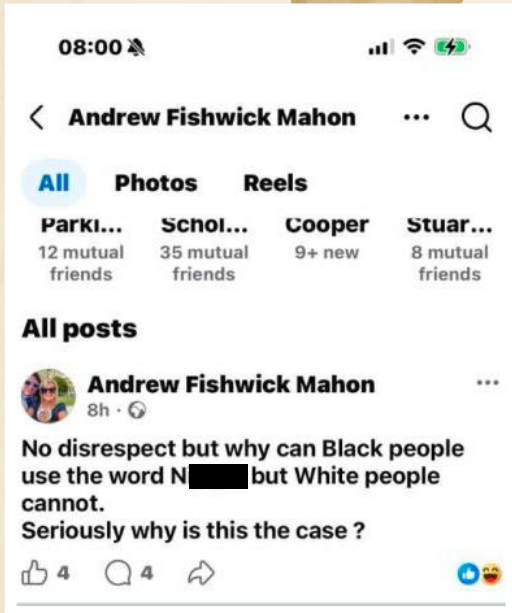 08:00
Andrew Fishwick Mahon ...
All Photos Reels
Parki... Schol... Cooper Stuar...
12 mutual friends 35 mutual friends 9+ new 8 mutual friends
All posts
Andrew Fishwick Mahon ...
8h ·
No disrespect but why can Black people
use the word N but White people
cannot.
Seriously why is this the case ?
4 4